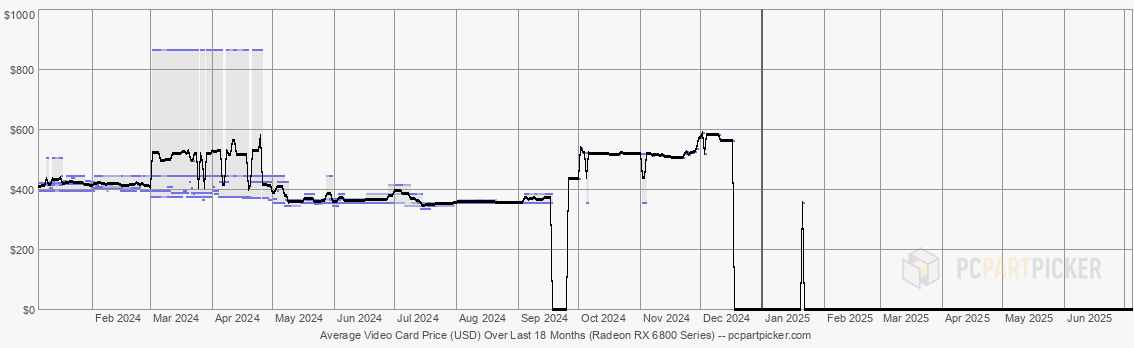 $1000
$800
$600
$400
$200
$0
PCPARTPICKER
Feb 2024 Mar 2024 Apr 2024 May 2024 Jun 2024 Jul 2024 Aug 2024 Sep 2024 Oct 2024 Nov 2024 Dec 2024 Jan 2025 Feb 2025 Mar 2025 Apr 2025 May 2025 Jun 2025
Average Video Card Price (USD) Over Last 18 Months (Radeon RX 6800 Series) -- pcpartpicker.com